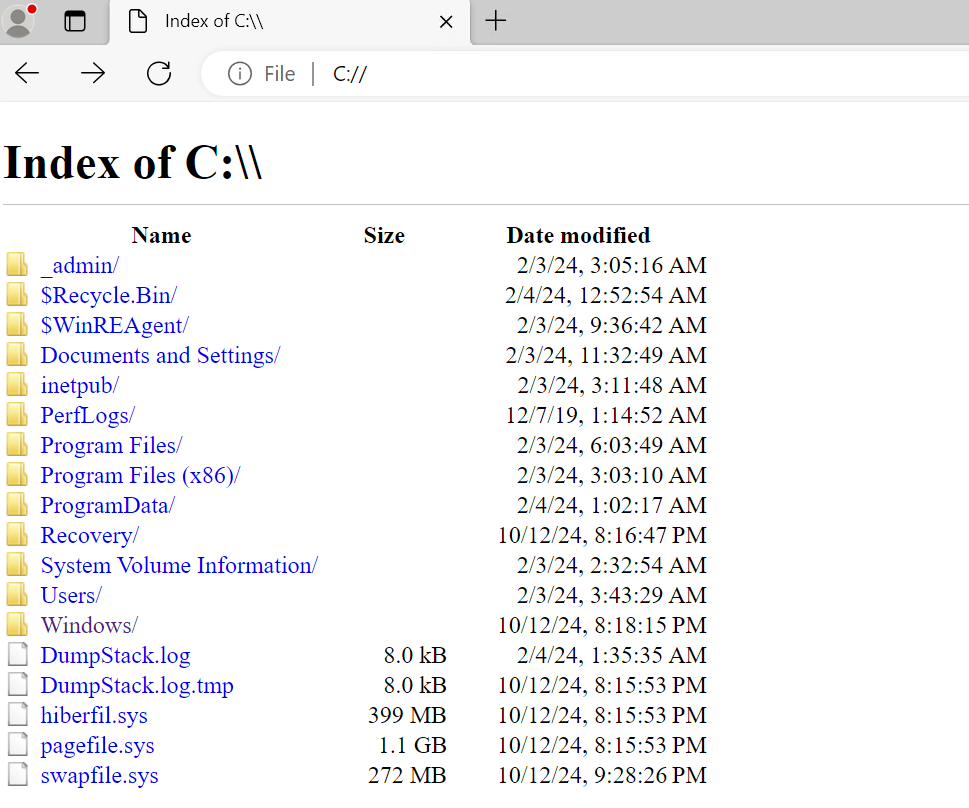 Index of C:\\
File | C://
Index of C:\\
Name Size Date modified
_admin/ 2/3/24, 3:05:16 AM
$Recycle.Bin/ 2/4/24, 12:52:54 AM
$WinREAgent/ 2/3/24, 9:36:42 AM
Documents and Settings/ 2/3/24, 11:32:49 AM
inetpub/ 2/3/24, 3:11:48 AM
PerfLogs/ 12/7/19, 1:14:52 AM
Program Files/ 2/3/24, 6:03:49 AM
Program Files (x86)/ 2/3/24, 3:03:10 AM
ProgramData/ 2/4/24, 1:02:17 AM
Recovery/ 10/12/24, 8:16:47 PM
System Volume Information/ 2/3/24, 2:32:54 AM
Users/ 2/3/24, 3:43:29 AM
Windows/ 10/12/24, 8:18:15 PM
DumpStack.log 8.0 kB 2/4/24, 1:35:35 AM
DumpStack.log.tmp 8.0 kB 10/12/24, 8:15:53 PM
hiberfil.sys 399 MB 10/12/24, 8:15:53 PM
pagefile.sys 1.1 GB 10/12/24, 8:15:53 PM
swapfile.sys 272 MB 10/12/24, 9:28:26 PM